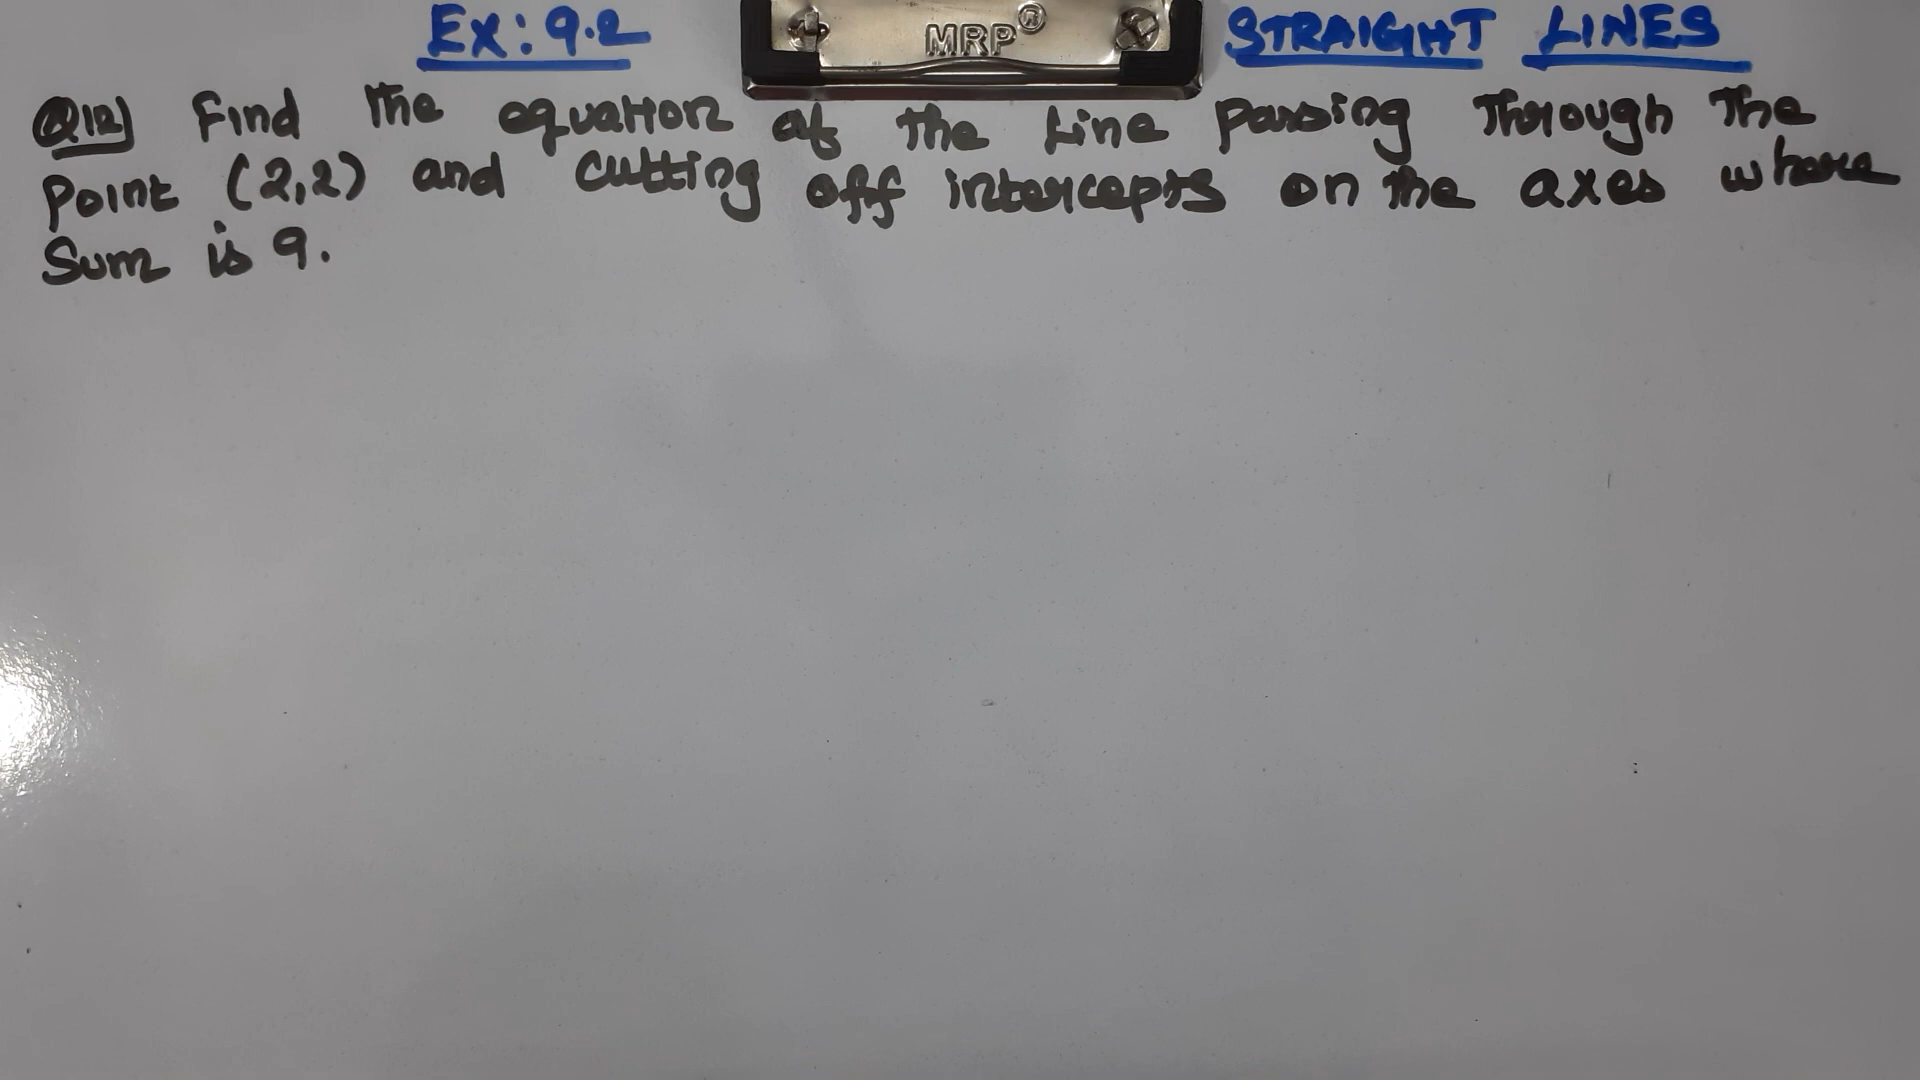 EX: 9.2 MRP® STRAIGHT LINES
Q12) Find the equation of the Line passing through the
Point (2,2) and cutting off intercepts on the axes whose
Sum is 9.